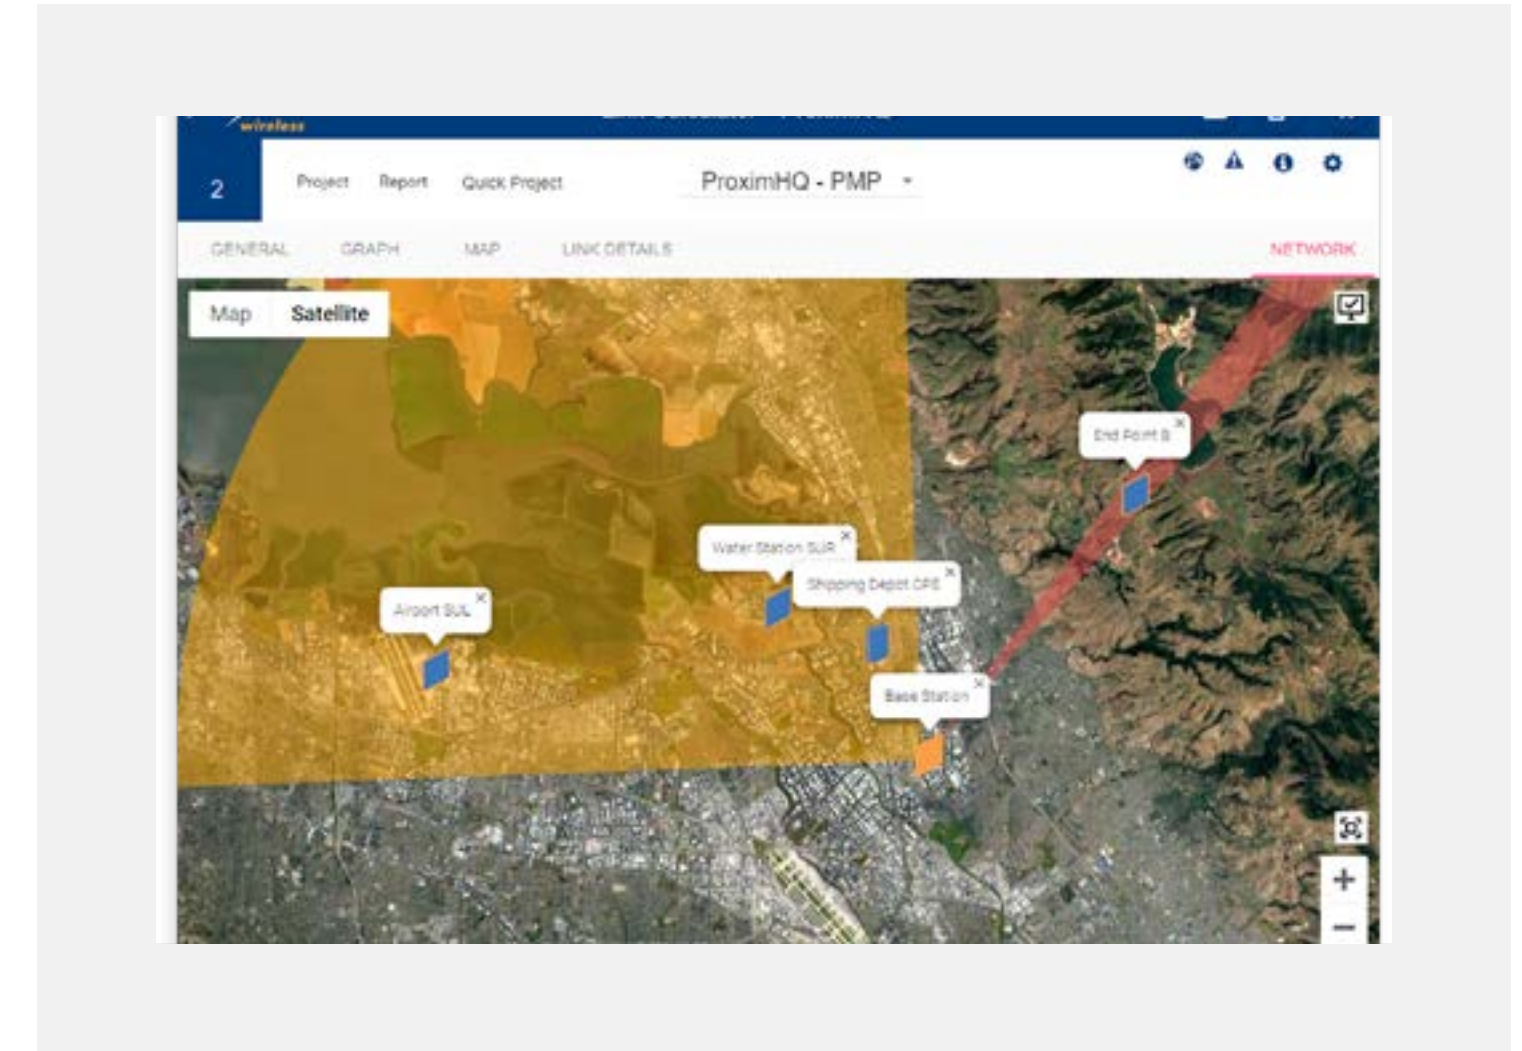 wireless
2
Project Report Quick Project ProximHQ - PMP
GENERAL GRAPH MAP LINK DETAILS NETWORK
Map Satellite
End Point B
Water Station SUR
Shipping Depot CPE
Airport SUL
Base Station